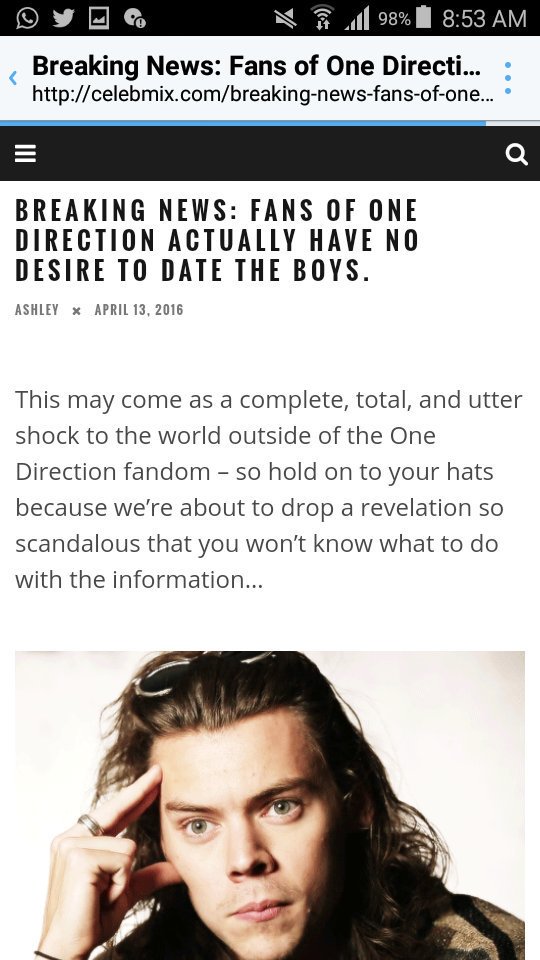 98% 8:53 AM
Breaking News: Fans of One Directi...
http://celebmix.com/breaking-news-fans-of-one...
BREAKING NEWS: FANS OF ONE
DIRECTION ACTUALLY HAVE NO
DESIRE TO DATE THE BOYS.
ASHLEY × APRIL 13, 2016
This may come as a complete, total, and utter
shock to the world outside of the One
Direction fandom – so hold on to your hats
because we’re about to drop a revelation so
scandalous that you won’t know what to do
with the information…